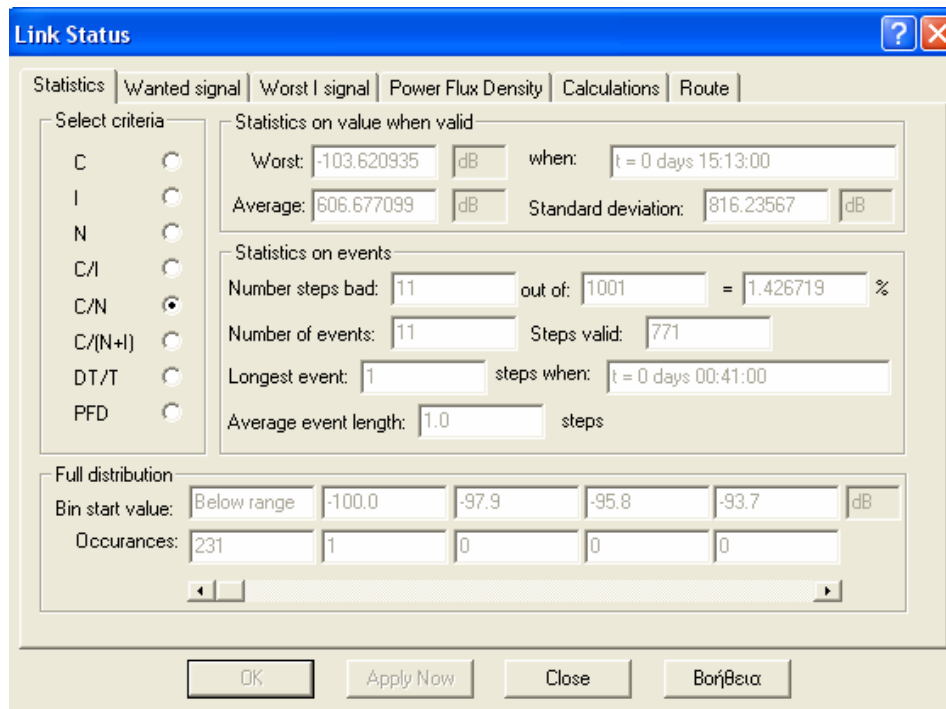 Link Status
Statistics Wanted signal Worst I signal Power Flux Density Calculations Route
Select criteria
C
I
N
C/I
C/N
C/(N+I)
DT/T
PFD
Statistics on value when valid
Worst: -103.620935 dB when: t = 0 days 15:13:00
Average: 606.677099 dB Standard deviation: 816.23567 dB
Statistics on events
Number steps bad: 11 out of: 1001 = 1.426719 %
Number of events: 11 Steps valid: 771
Longest event: 1 steps when: t = 0 days 00:41:00
Average event length: 1.0 steps
Full distribution
Bin start value: Below range -100.0 -97.9 -95.8 -93.7 dB
Occurances: 231 1 0 0 0
OK Apply Now Close Βοήθεια